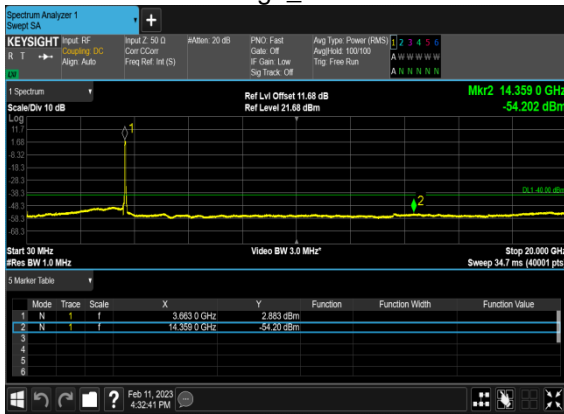 Spectrum Analyzer 1
Swept SA
KEYSIGHT Input: RF Input Z: 50 Ω #Atten: 20 dB PNO: Fast Avg Type: Power (RMS) 1 2 3 4 5 6
R T Coupling: DC Corr CCorr Gate: Off Avg|Hold: 100/100 A W W W W W
Align: Auto Freq Ref: Int (S) IF Gain: Low Trig: Free Run
Sig Track: Off A N N N N N
1 Spectrum Ref Lvl Offset 11.68 dB Mkr2 14.359 0 GHz
Scale/Div 10 dB Ref Level 21.68 dBm -54.202 dBm
Log
11.7
1.68
-8.32
-18.3
-28.3
-38.3
-48.3
-58.3
-68.3
1
DL1 -40.00 dBm
2
Start 30 MHz Video BW 3.0 MHz* Stop 20.000 GHz
#Res BW 1.0 MHz Sweep 34.7 ms (40001 pts)
5 Marker Table
Mode Trace Scale X Y Function Function Width Function Value
1 N 1 f 3.663 0 GHz 2.883 dBm
2 N 1 f 14.359 0 GHz -54.20 dBm
3
4
5
6
? Feb 11, 2023
4:32:41 PM